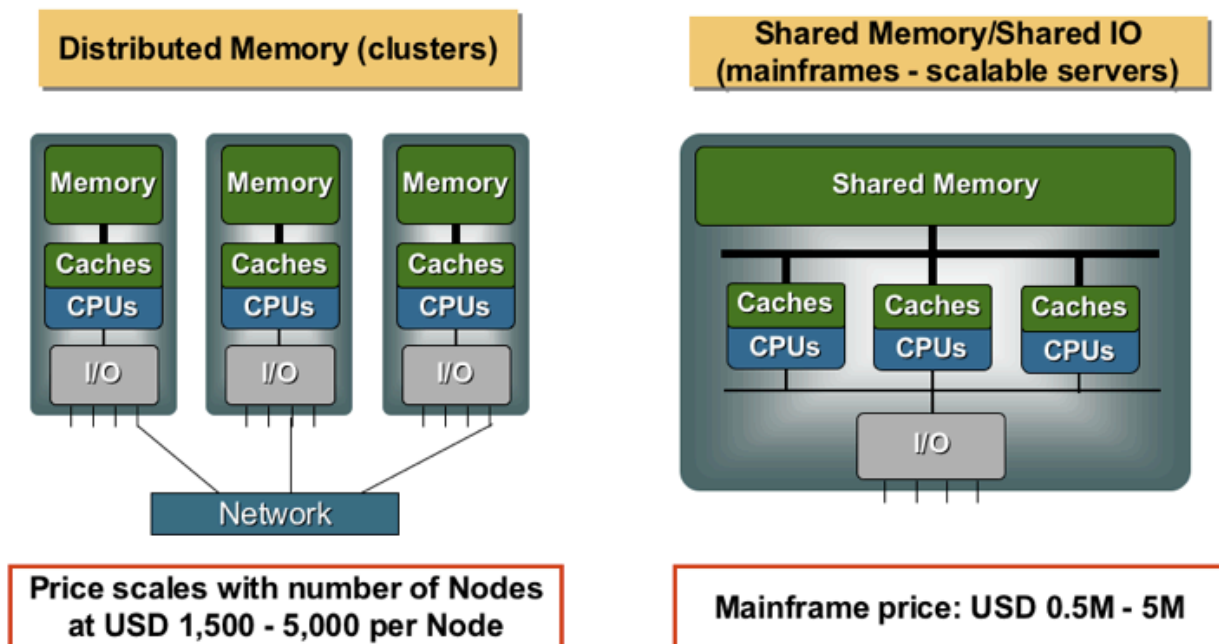 Distributed Memory (clusters)
Shared Memory/Shared IO
(mainframes - scalable servers)
Memory
Memory
Memory
Caches
Caches
Caches
CPUs
CPUs
CPUs
I/O
I/O
I/O
Network
Price scales with number of Nodes
at USD 1,500 - 5,000 per Node
Shared Memory
Caches
Caches
Caches
CPUs
CPUs
CPUs
I/O
Mainframe price: USD 0.5M - 5M